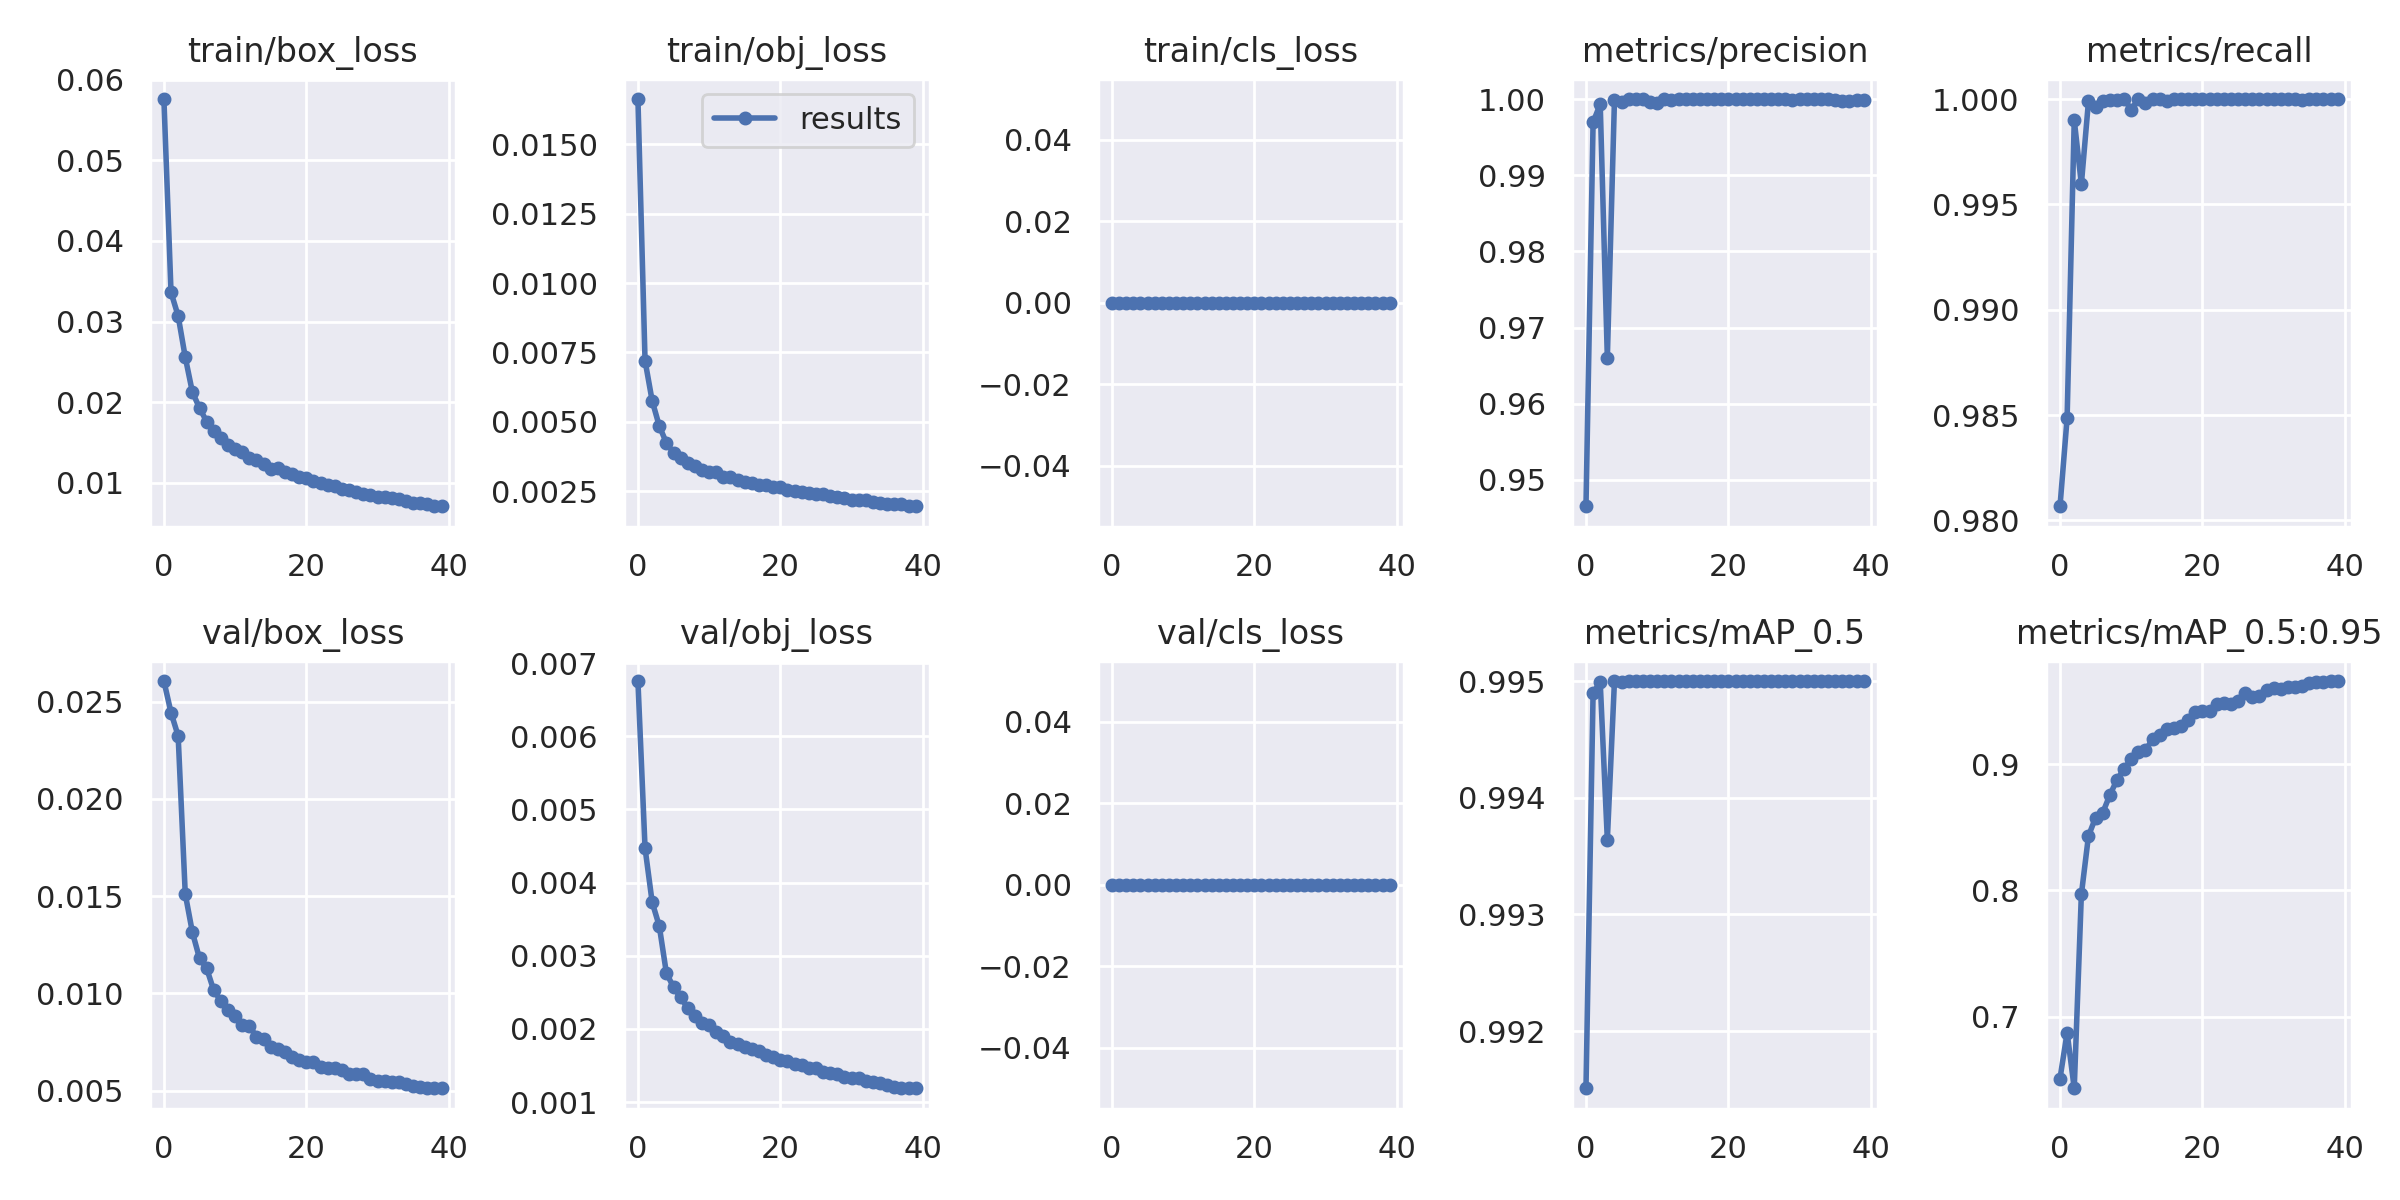 train/box_loss
0.06
0.05
0.04
0.03
0.02
0.01
0 20 40
train/obj_loss
results
0.0150
0.0125
0.0100
0.0075
0.0050
0.0025
0 20 40
train/cls_loss
0.04
0.02
0.00
−0.02
−0.04
0 20 40
metrics/precision
1.00
0.99
0.98
0.97
0.96
0.95
0 20 40
metrics/recall
1.000
0.995
0.990
0.985
0.980
0 20 40
val/box_loss
0.025
0.020
0.015
0.010
0.005
0 20 40
val/obj_loss
0.007
0.006
0.005
0.004
0.003
0.002
0.001
0 20 40
val/cls_loss
0.04
0.02
0.00
−0.02
−0.04
0 20 40
metrics/mAP_0.5
0.995
0.994
0.993
0.992
0 20 40
metrics/mAP_0.5:0.95
0.9
0.8
0.7
0 20 40